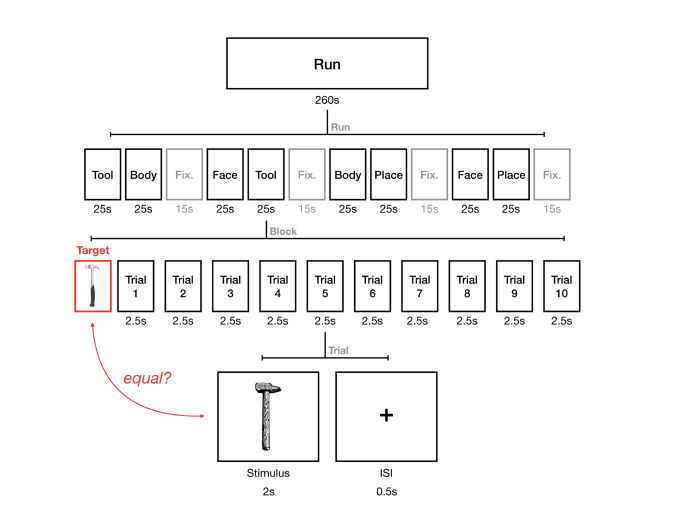 Run
260s
Run
Tool Body Fix. Face Tool Fix. Body Place Fix. Face Place Fix.
25s 25s 15s 25s 25s 15s 25s 25s 15s 25s 25s 15s
Block
Target
Trial Trial Trial Trial Trial Trial Trial Trial Trial Trial
1 2 3 4 5 6 7 8 9 10
2.5s 2.5s 2.5s 2.5s 2.5s 2.5s 2.5s 2.5s 2.5s 2.5s
Trial
equal?
+
Stimulus ISI
2s 0.5s